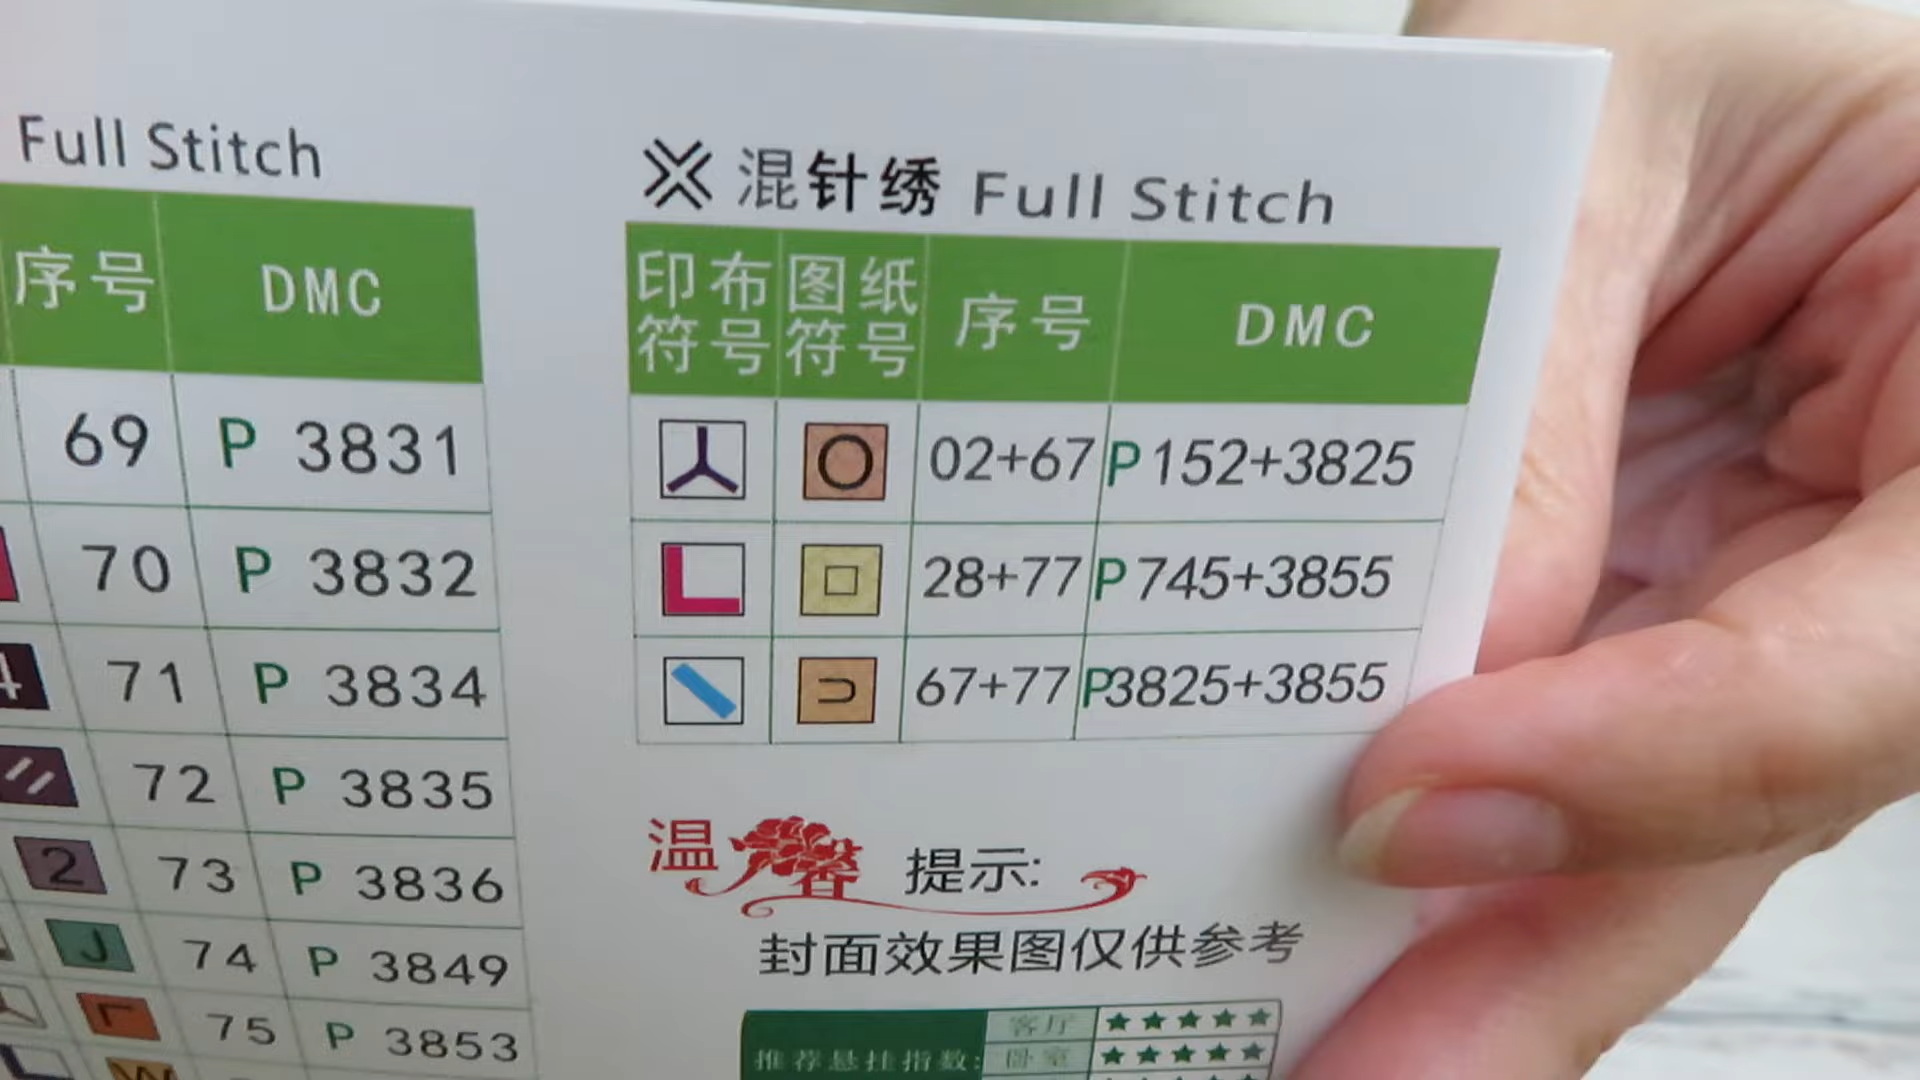 Full Stitch
序号 DMC
69 P 3831
70 P 3832
4 71 P 3834
72 P 3835
2 73 P 3836
J 74 P 3849
75 P 3853
W
※ 混针绣 Full Stitch
印布符号 图纸符号 序号 DMC
02+67 P 152+3825
28+77 P 745+3855
67+77 P3825+3855
温馨提示:
封面效果图仅供参考
推荐悬挂指数:
客厅 ★★★★★
卧室 ★★★★★